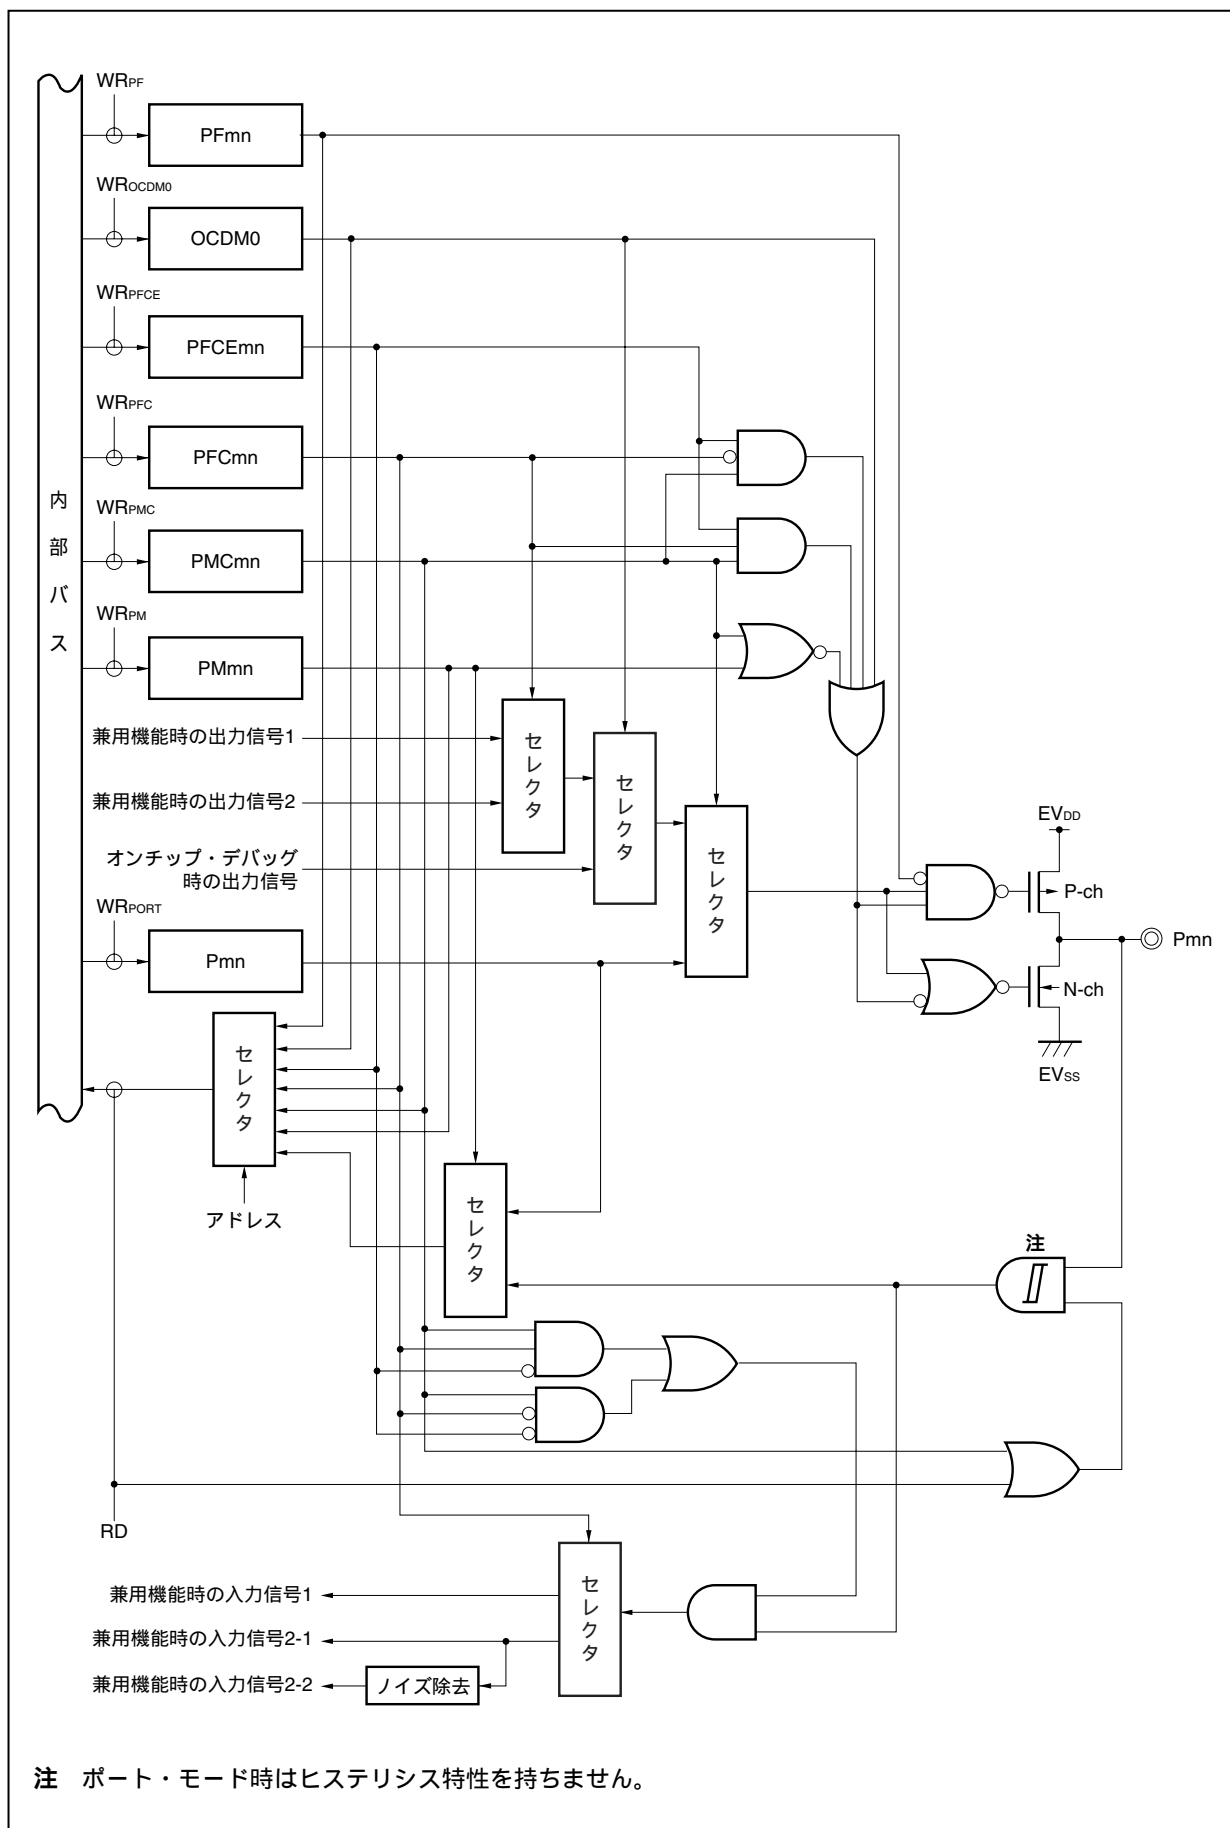 WRPF
PFmn
WROCDM0
OCDM0
WRPFCE
PFCEmn
WRPFC
PFCmn
内部バス
WRPMC
PMCmn
WRPM
PMmn
兼用機能時の出力信号1
兼用機能時の出力信号2
オンチップ・デバッグ
時の出力信号
セレクタ
セレクタ
セレクタ
WRPORT
Pmn
EVDD
P-ch
Pmn
N-ch
EVSS
セレクタ
アドレス
セレクタ
注
RD
セレクタ
兼用機能時の入力信号1
兼用機能時の入力信号2-1
兼用機能時の入力信号2-2
ノイズ除去
注 ポート・モード時はヒステリシス特性を持ちません。